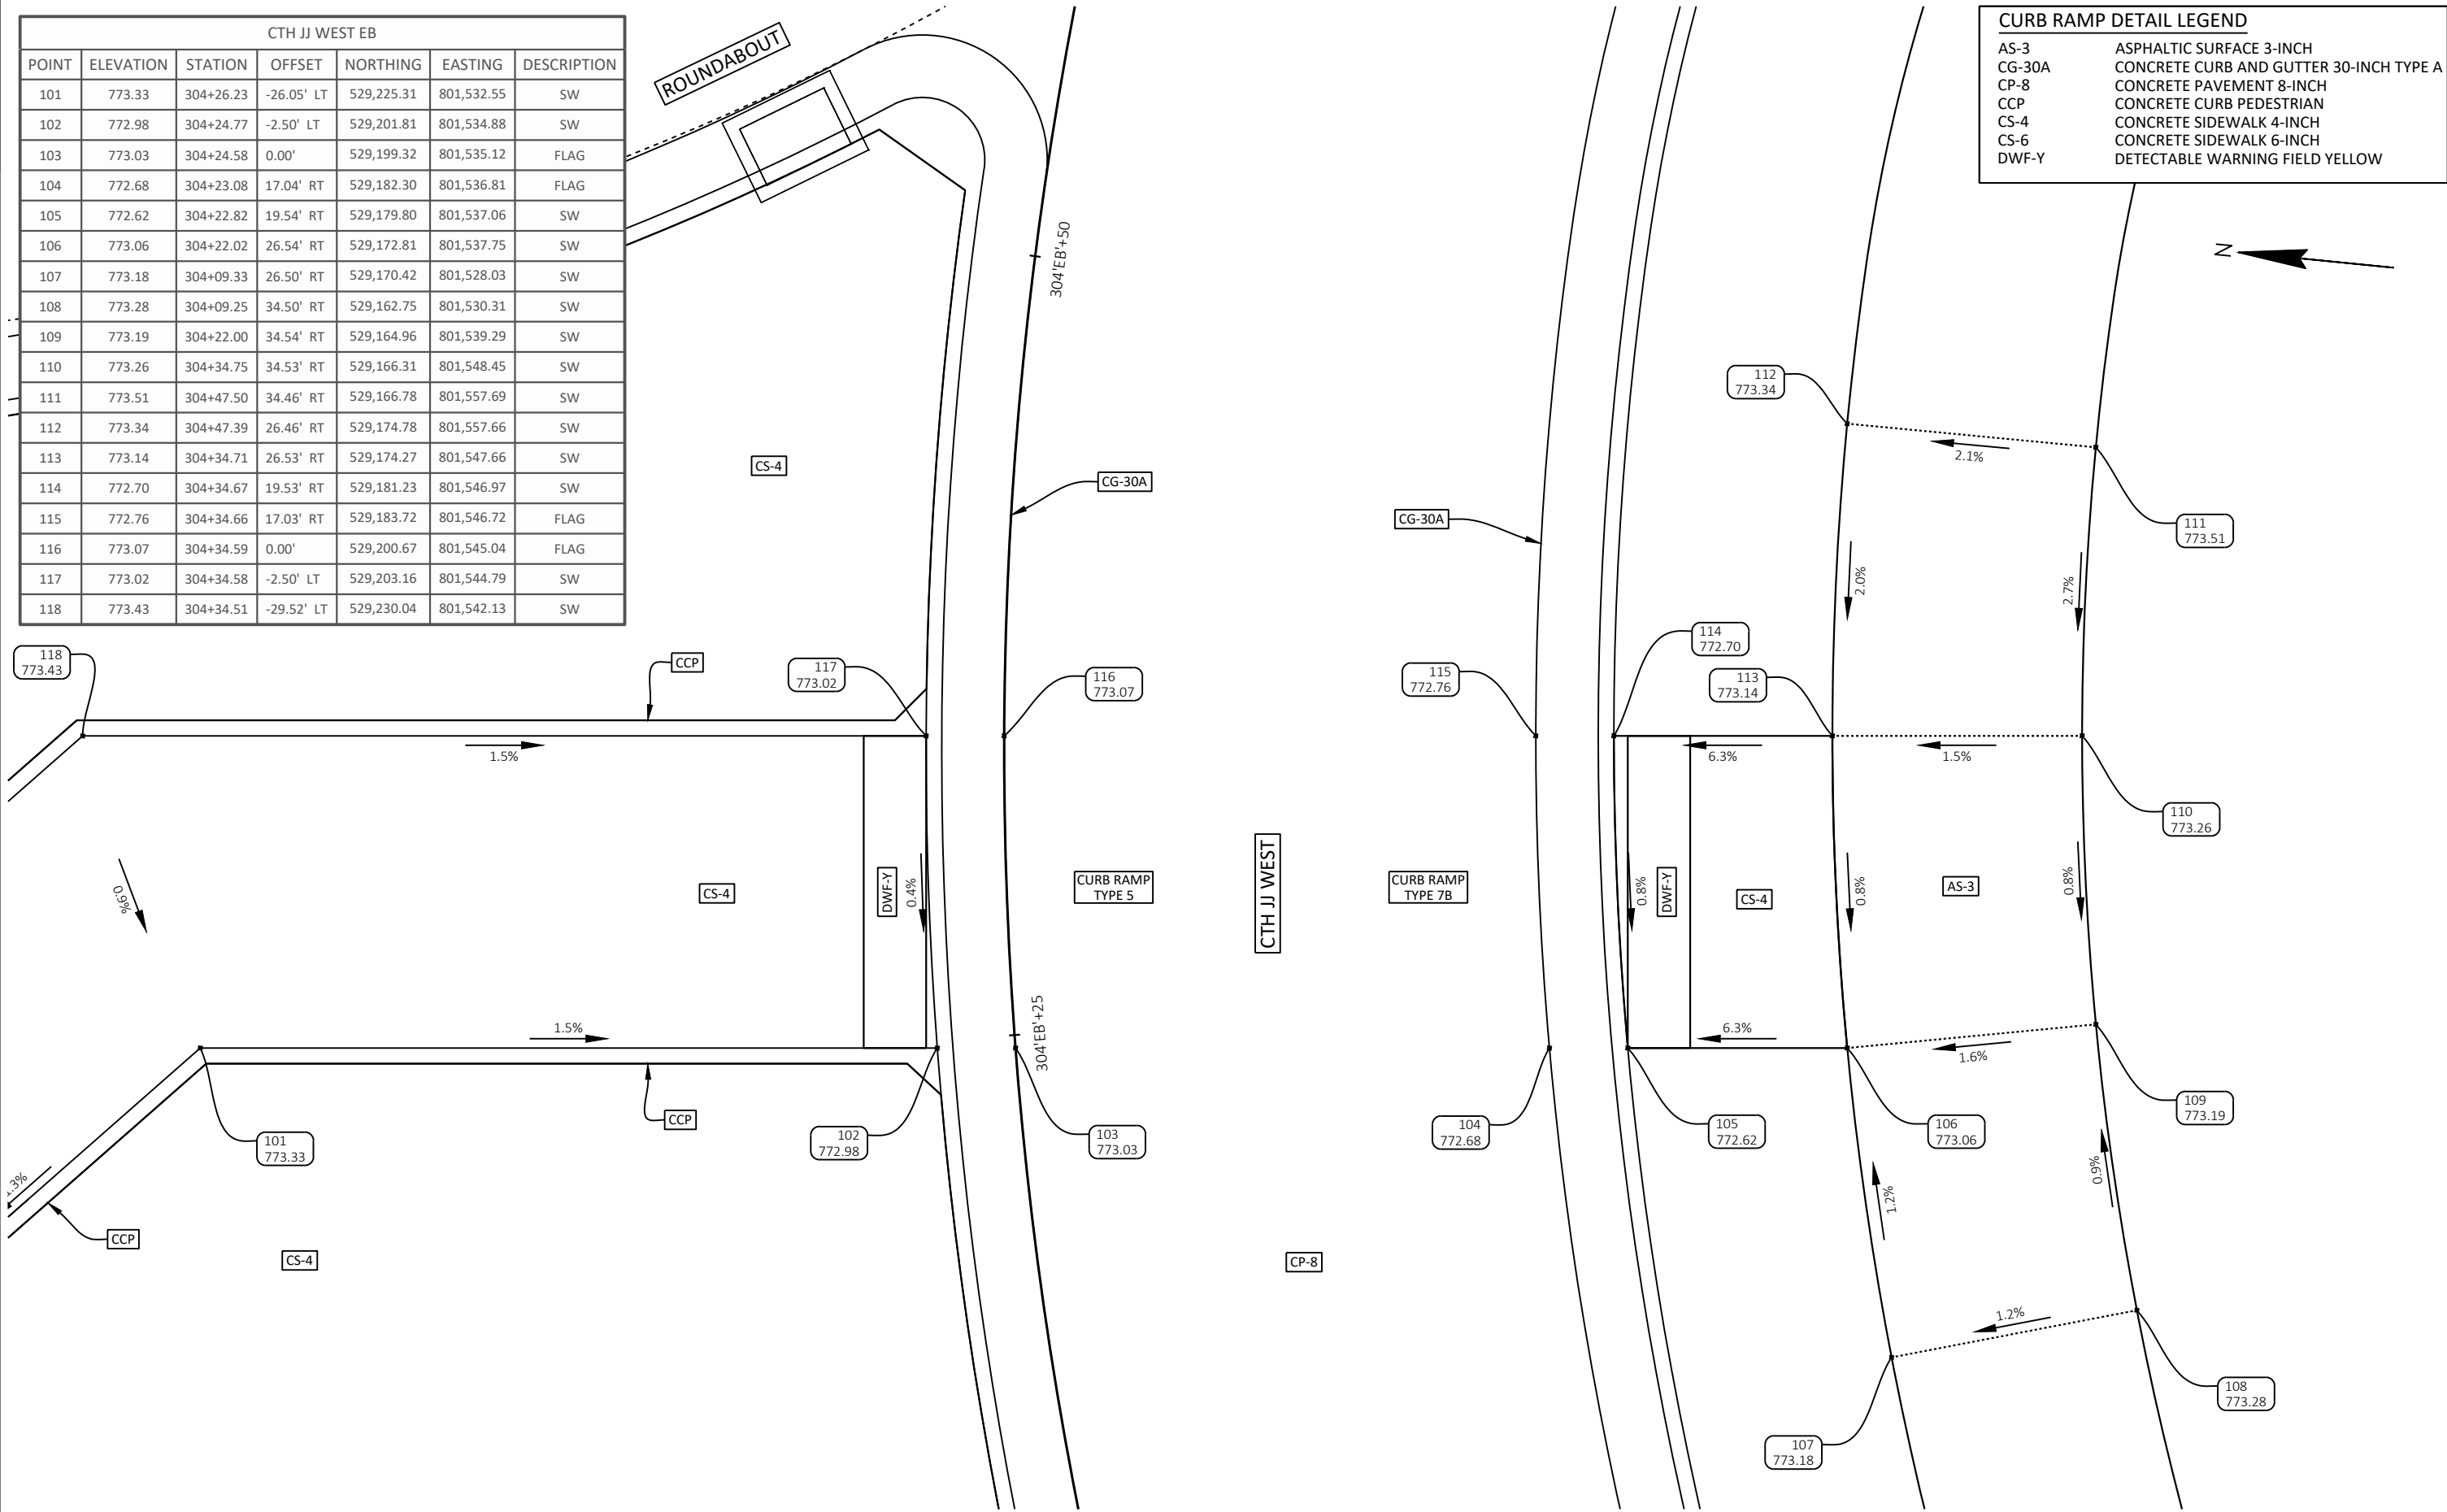 CTH JJ WEST EB
POINT ELEVATION STATION OFFSET NORTHING EASTING DESCRIPTION
101 773.33 304+26.23 -26.05' LT 529,225.31 801,532.55 SW
102 772.98 304+24.77 -2.50' LT 529,201.81 801,534.88 SW
103 773.03 304+24.58 0.00' 529,199.32 801,535.12 FLAG
104 772.68 304+23.08 17.04' RT 529,182.30 801,536.81 FLAG
105 772.62 304+22.82 19.54' RT 529,179.80 801,537.06 SW
106 773.06 304+22.02 26.54' RT 529,172.81 801,537.75 SW
107 773.18 304+09.33 26.50' RT 529,170.42 801,528.03 SW
108 773.28 304+09.25 34.50' RT 529,162.75 801,530.31 SW
109 773.19 304+22.00 34.54' RT 529,164.96 801,539.29 SW
110 773.26 304+34.75 34.53' RT 529,166.31 801,548.45 SW
111 773.51 304+47.50 34.46' RT 529,166.78 801,557.69 SW
112 773.34 304+47.39 26.46' RT 529,174.78 801,557.66 SW
113 773.14 304+34.71 26.53' RT 529,174.27 801,547.66 SW
114 772.70 304+34.67 19.53' RT 529,181.23 801,546.97 SW
115 772.76 304+34.66 17.03' RT 529,183.72 801,546.72 FLAG
116 773.07 304+34.59 0.00' 529,200.67 801,545.04 FLAG
117 773.02 304+34.58 -2.50' LT 529,203.16 801,544.79 SW
118 773.43 304+34.51 -29.52' LT 529,230.04 801,542.13 SW
ROUNDABOUT
CURB RAMP DETAIL LEGEND
AS-3 ASPHALTIC SURFACE 3-INCH
CG-30A CONCRETE CURB AND GUTTER 30-INCH TYPE A
CP-8 CONCRETE PAVEMENT 8-INCH
CCP CONCRETE CURB PEDESTRIAN
CS-4 CONCRETE SIDEWALK 4-INCH
CS-6 CONCRETE SIDEWALK 6-INCH
DWF-Y DETECTABLE WARNING FIELD YELLOW
N
304'EB'+50
112
773.34
2.1%
CS-4
CG-30A
CG-30A
111
773.51
2.0%
2.7%
118
773.43
CCP
117
773.02
116
773.07
115
772.76
114
772.70
113
773.14
1.5%
6.3%
1.5%
110
773.26
0.9%
CS-4
DWF-Y
0.4%
CURB RAMP
TYPE 5
CTH JJ WEST
CURB RAMP
TYPE 7B
0.8%
DWF-Y
CS-4
0.8%
AS-3
0.8%
1.5%
304'EB'+25
6.3%
1.6%
CCP
101
773.33
102
772.98
103
773.03
104
772.68
105
772.62
106
773.06
109
773.19
.3%
1.2%
0.9%
CCP
CS-4
CP-8
1.2%
108
773.28
107
773.18